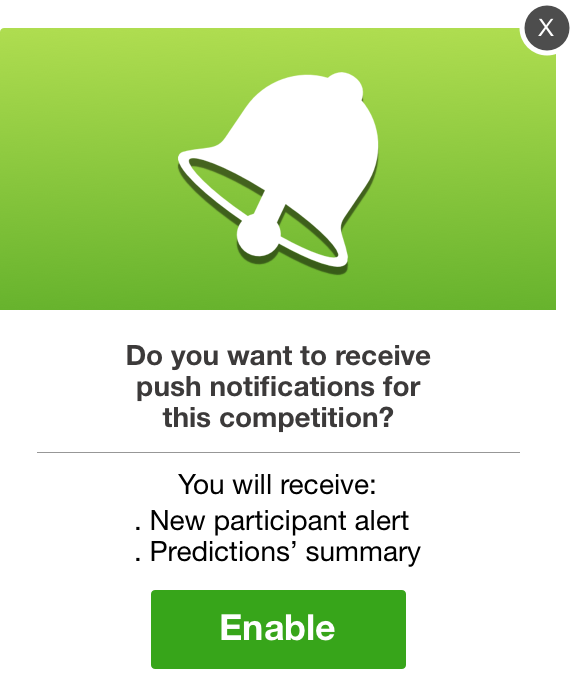 X
Do you want to receive
push notifications for
this competition?
You will receive:
. New participant alert
. Predictions’ summary
Enable